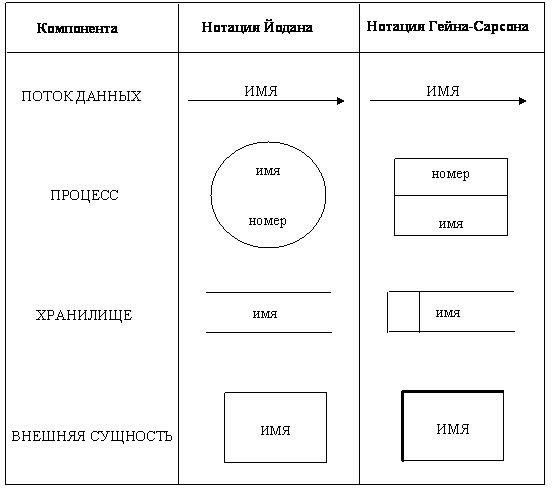 Компонента Нотация Йодана Нотация Гейна-Сарсона
ПОТОК ДАННЫХ ИМЯ ИМЯ
ПРОЦЕСС имя номер
номер имя
ХРАНИЛИЩЕ имя имя
ВНЕШНЯЯ СУЩНОСТЬ ИМЯ ИМЯ